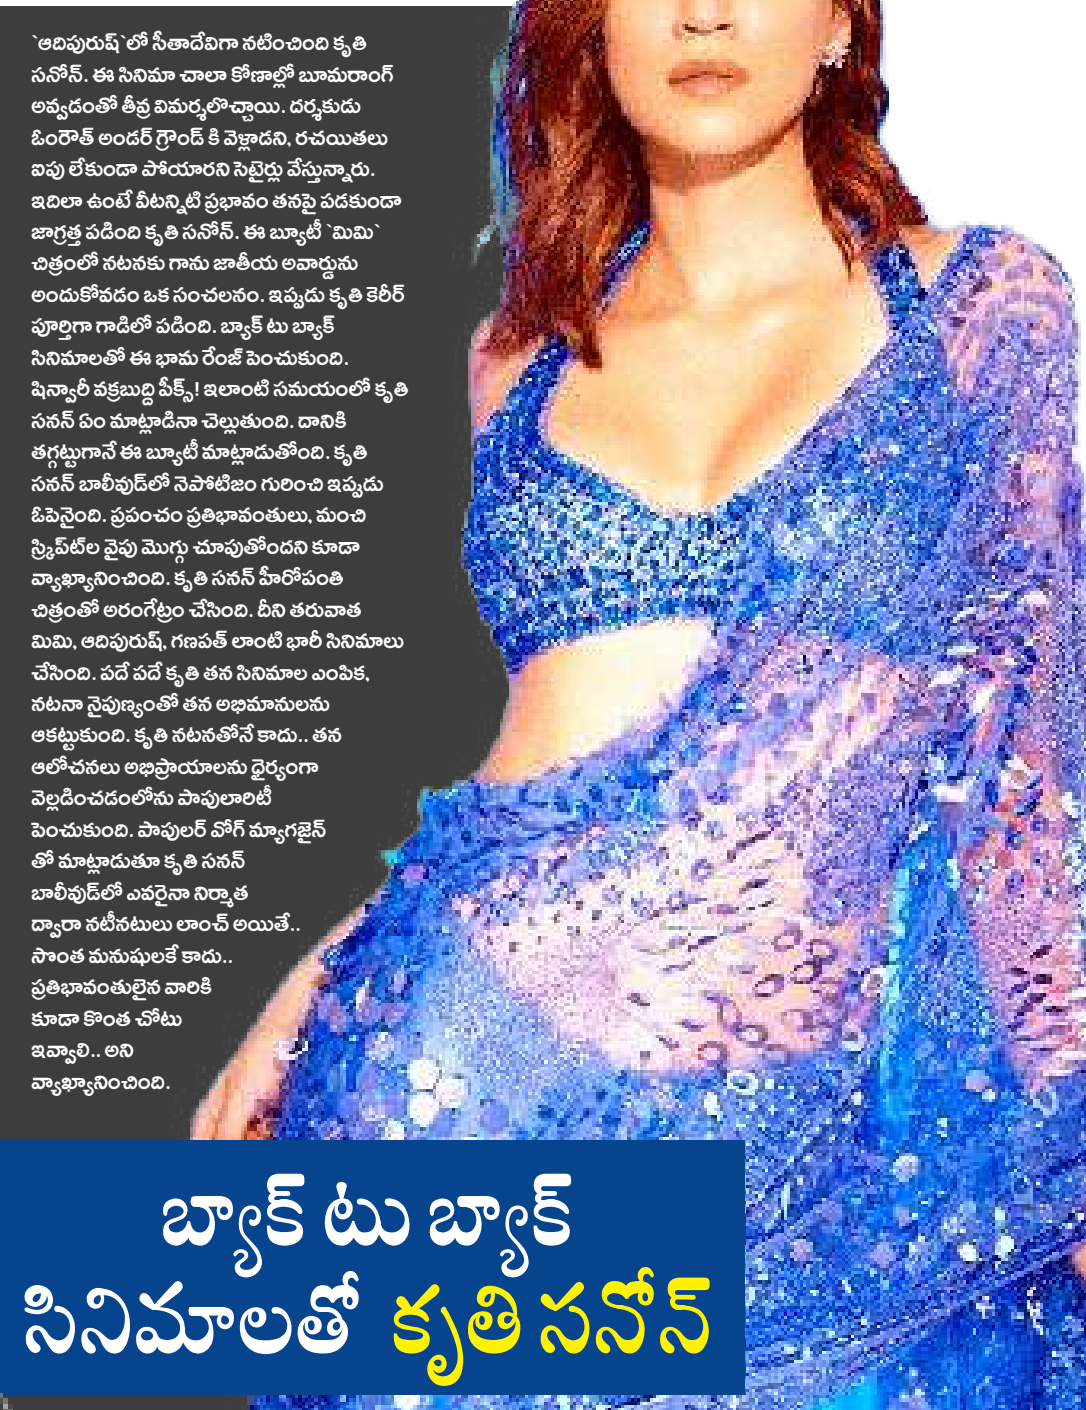 `ఆదిపురుష్`లో సీతాదేవిగా నటించింది కృతి
సనోన్. ఈ సినిమా చాలా కోణాల్లో బూమరాంగ్
అవ్వడంతో తీవ్ర విమర్శలొచ్చాయి. దర్శకుడు
ఓంరౌత్ అండర్ గ్రౌండ్ కి వెళ్లాడని, రచయితలు
ఐపు లేకుండా పోయారని సెటైర్లు వేస్తున్నారు.
ఇదిలా ఉంటే వీటన్నిటి ప్రభావం తనపై పడకుండా
జాగ్రత్త పడింది కృతి సనోన్. ఈ బ్యూటీ `మిమి`
చిత్రంలో నటనకు గాను జాతీయ అవార్డును
అందుకోవడం ఒక సంచలనం. ఇప్పడు కృతి కెరీర్
పూర్తిగా గాడిలో పడింది. బ్యాక్ టు బ్యాక్
సినిమాలతో ఈ భామ రేంజ్ పెంచుకుంది.
షిన్వారీ వక్రబుద్ది పీక్స్! ఇలాంటి సమయంలో కృతి
సనన్ ఏం మాట్లాడినా చెల్లుతుంది. దానికి
తగ్గట్టుగానే ఈ బ్యూటీ మాట్లాడుతోంది. కృతి
సనన్ బాలీవుడ్‌లో నెపోటిజం గురించి ఇప్పుడు
ఓపెనైంది. ప్రపంచం ప్రతిభావంతులు, మంచి
స్క్రిప్ట్‌ల వైపు మొగ్గు చూపుతోందని కూడా
వ్యాఖ్యానించింది. కృతి సనన్ హీరోపంతి
చిత్రంతో అరంగేట్రం చేసింది. దీని తరువాత
మిమి, ఆదిపురుష్, గణపత్ లాంటి భారీ సినిమాలు
చేసింది. పదే పదే కృతి తన సినిమాల ఎంపిక,
నటనా నైపుణ్యంతో తన అభిమానులను
ఆకట్టుకుంది. కృతి నటనతోనే కాదు.. తన
ఆలోచనలు అభిప్రాయాలను ధైర్యంగా
వెల్లడించడంలోను పాపులారిటీ
పెంచుకుంది. పాపులర్ వోగ్ మ్యాగజైన్
తో మాట్లాడుతూ కృతి సనన్
బాలీవుడ్‌లో ఎవరైనా నిర్మాత
ద్వారా నటీనటులు లాంచ్ అయితే..
సొంత మనుషులకే కాదు..
ప్రతిభావంతులైన వారికి
కూడా కొంత చోటు
ఇవ్వాలి.. అని
వ్యాఖ్యానించింది.
బ్యాక్ టు బ్యాక్
సినిమాలతో కృతి సనోన్